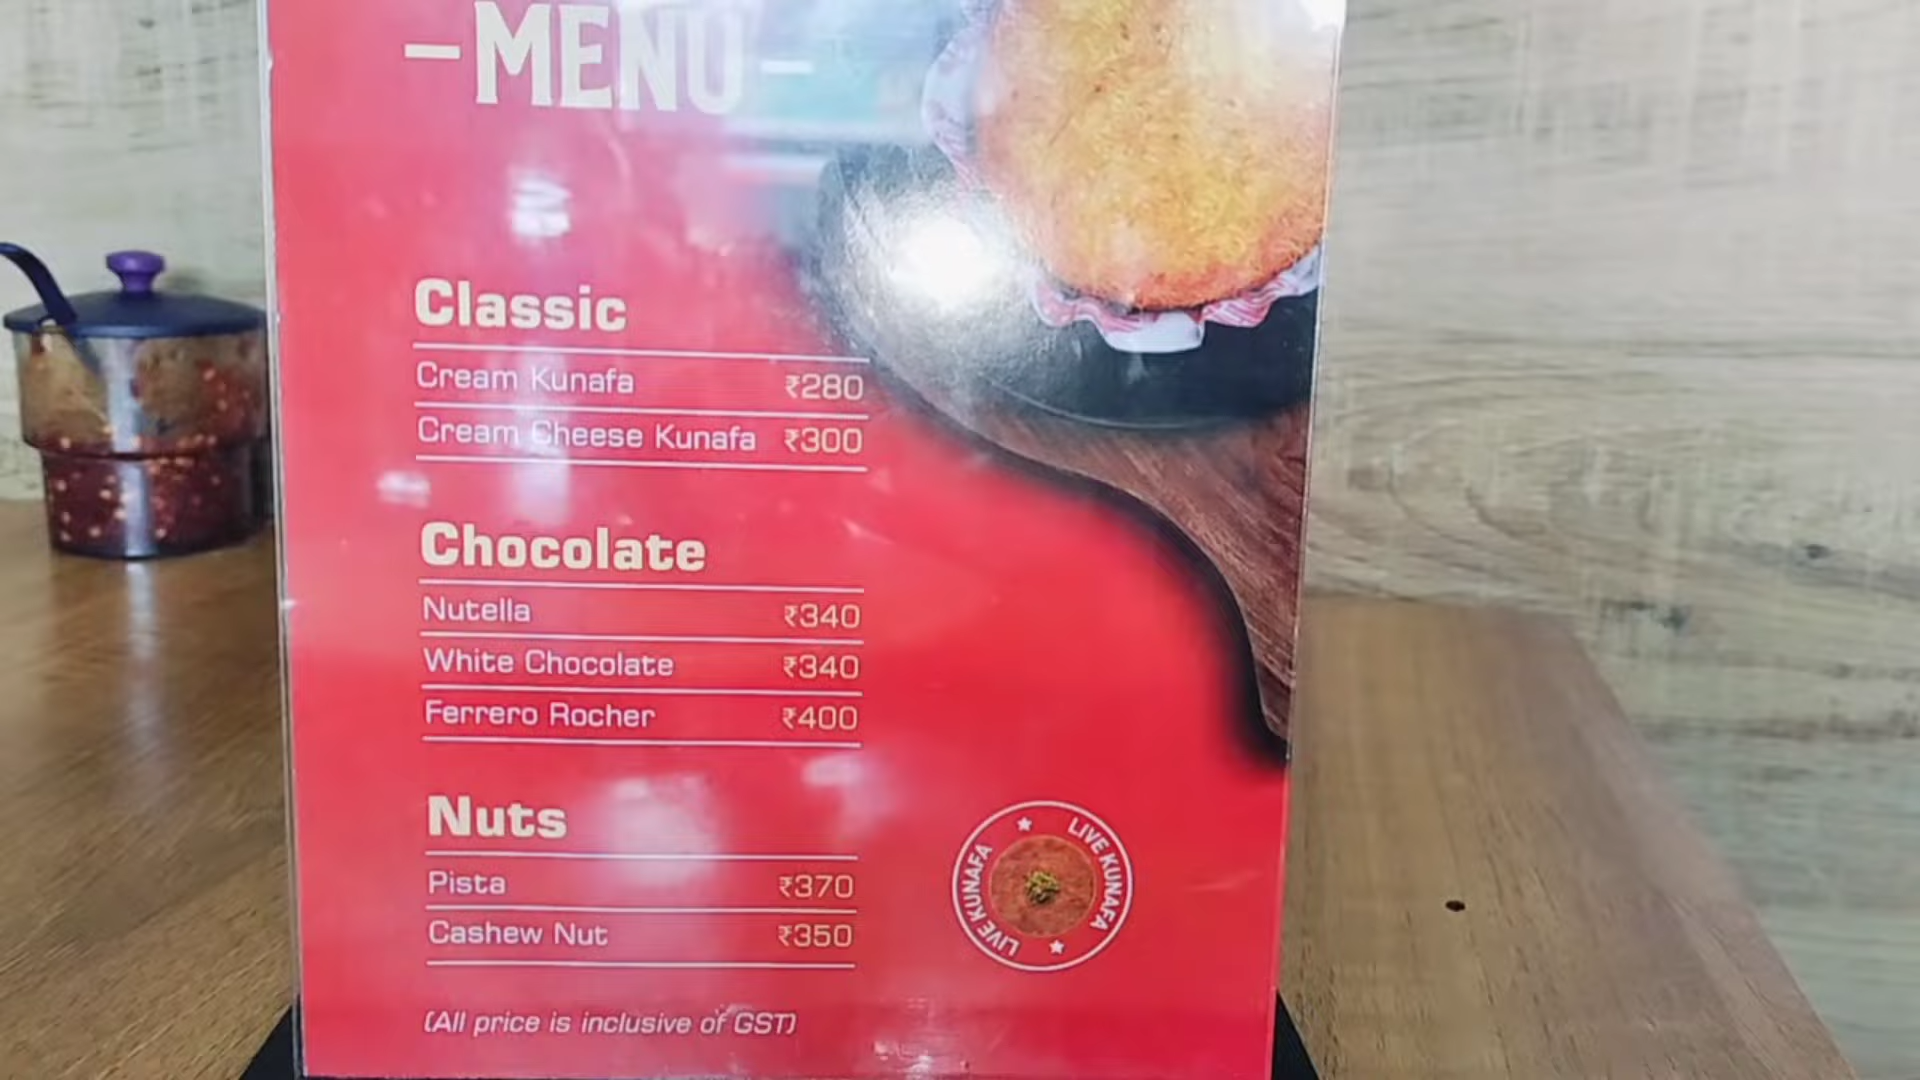 – MENU –
Classic
Cream Kunafa ₹280
Cream Cheese Kunafa ₹300
Chocolate
Nutella ₹340
White Chocolate ₹340
Ferrero Rocher ₹400
Nuts
Pista ₹370
Cashew Nut ₹350
LIVE KUNAFA ★ LIVE KUNAFA ★
(All price is inclusive of GST)